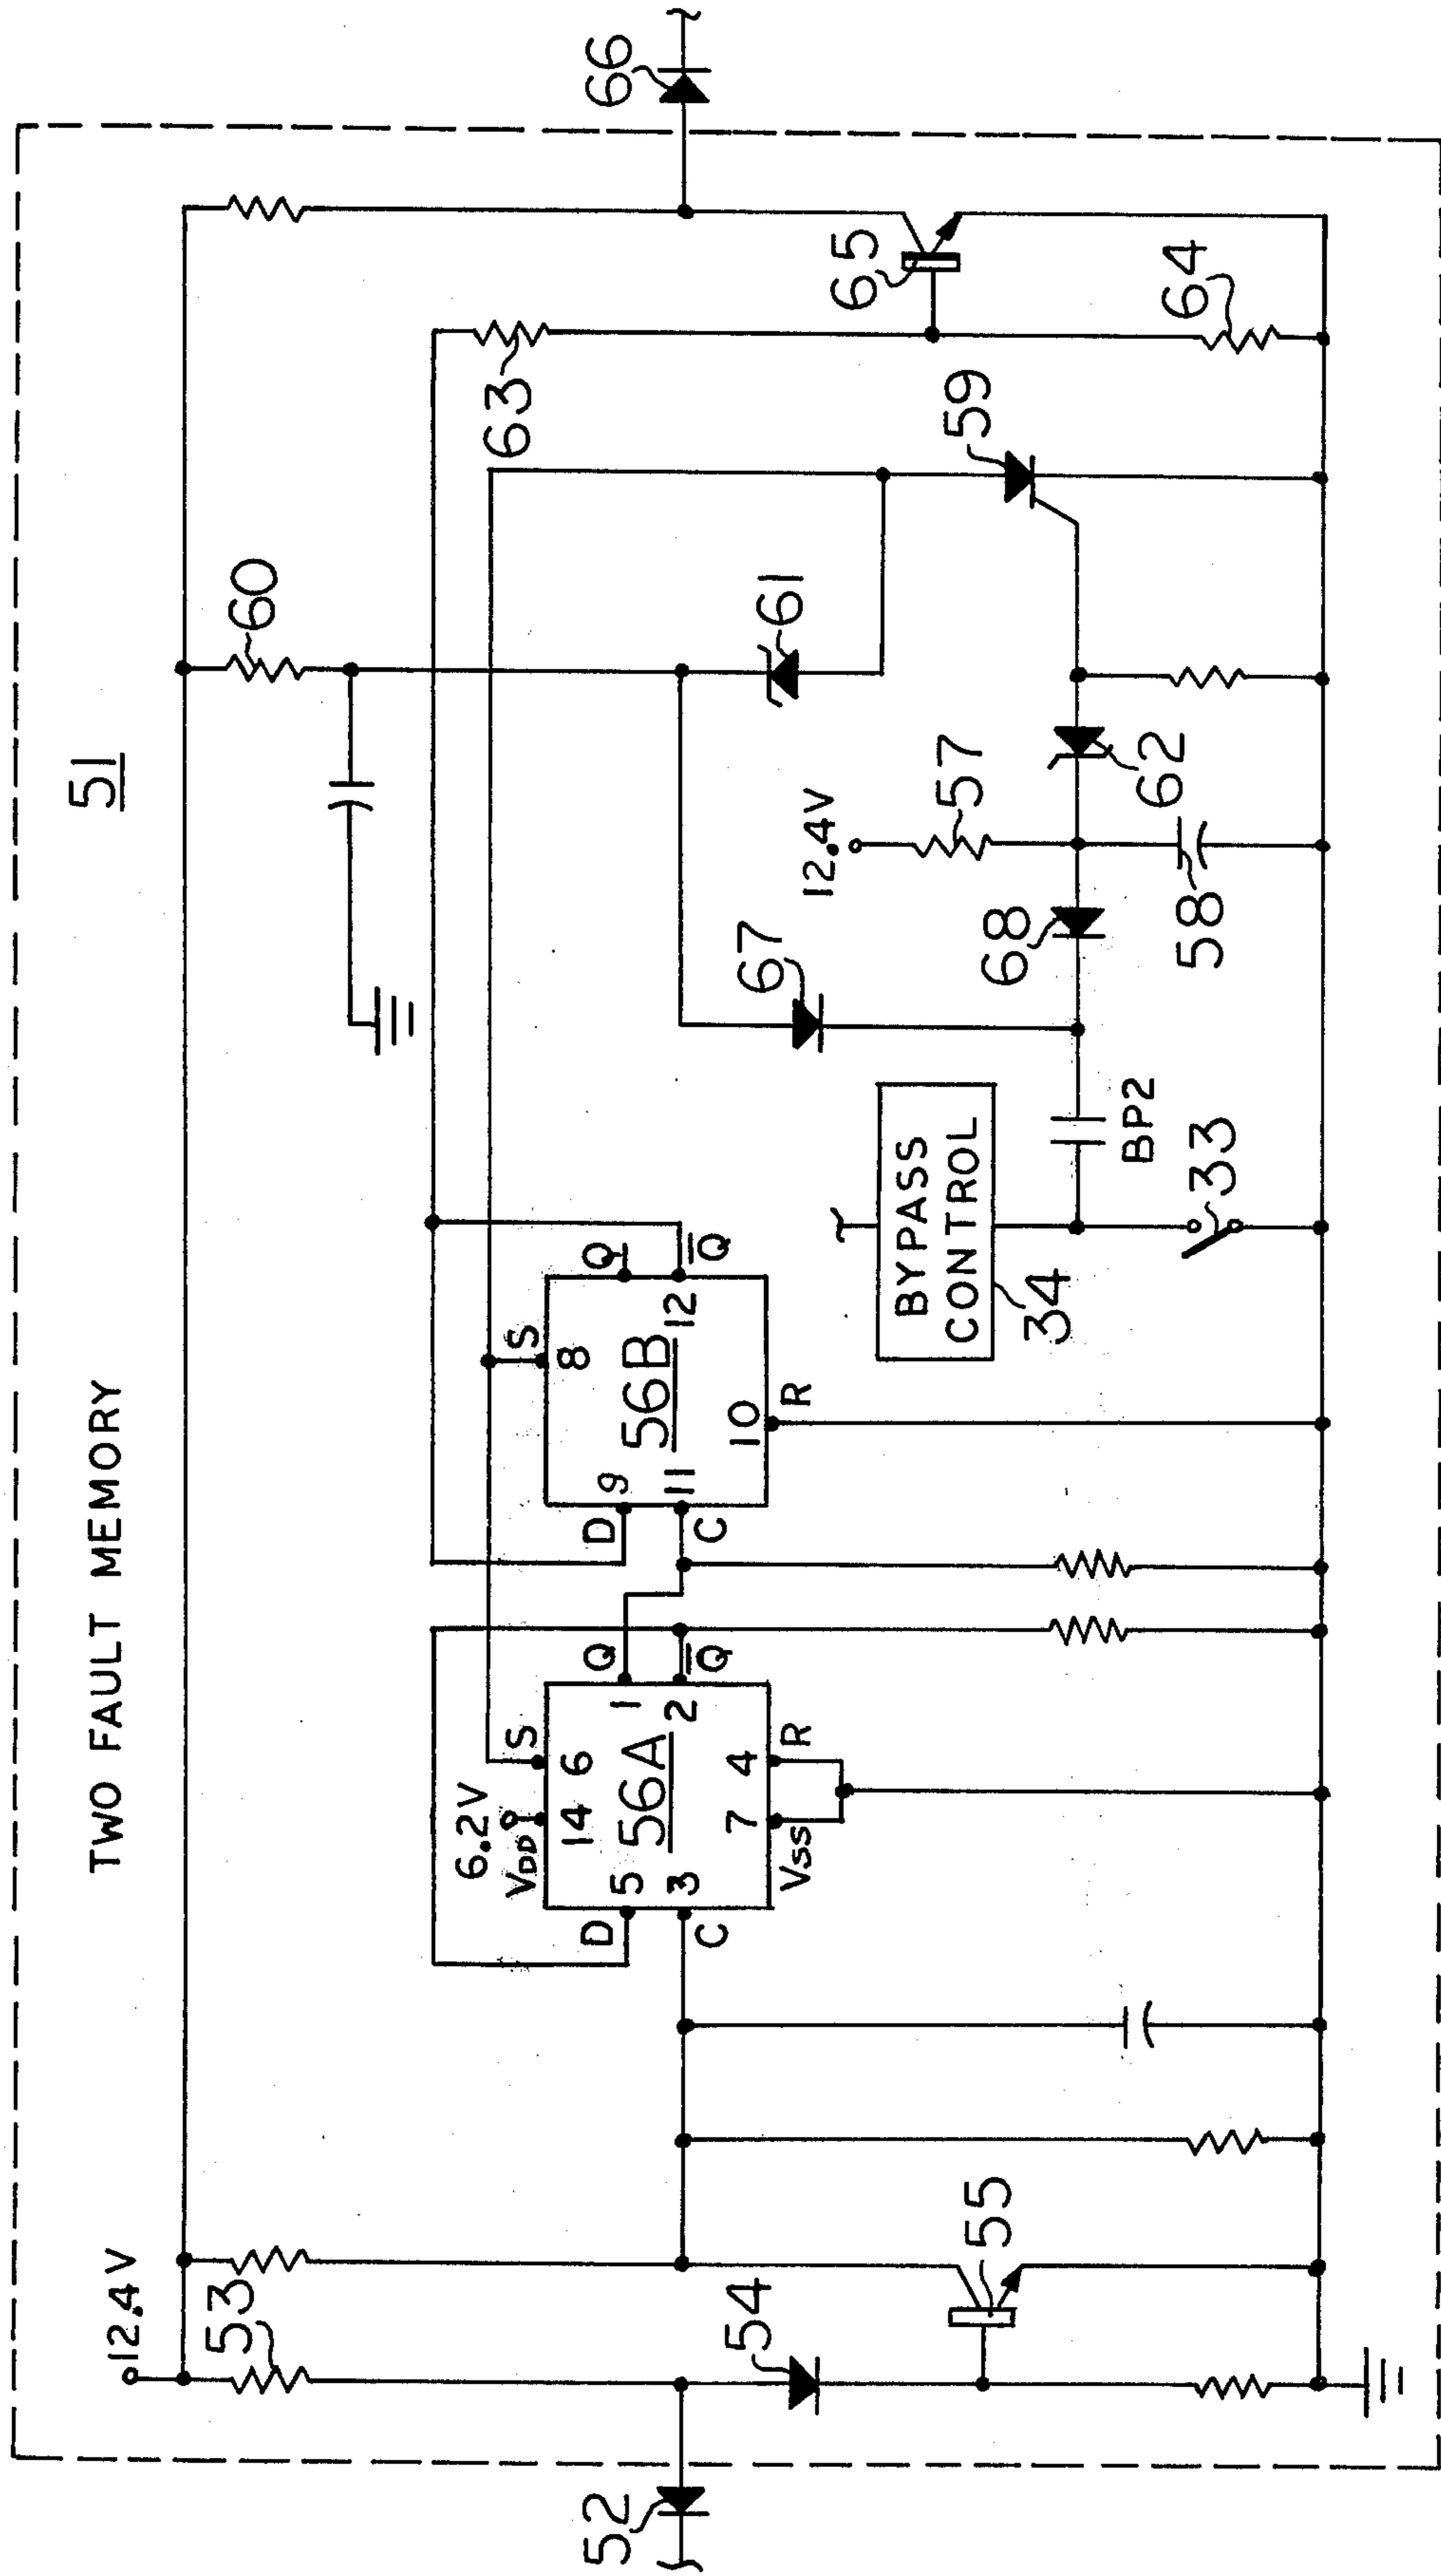 TWO FAULT MEMORY
51
12.4V
53
60
66
6.2V
VDD
S
S
14 6
8
D
5
1
Q
D
9
Q
56A
56B
C
3
2
Q̅
C
11
12
Q̅
7 4
10
VSS
R
R
63
65
61
67
59
54
55
BYPASS
CONTROL
34
12.4V
57
68
62
64
BP2
58
33
52